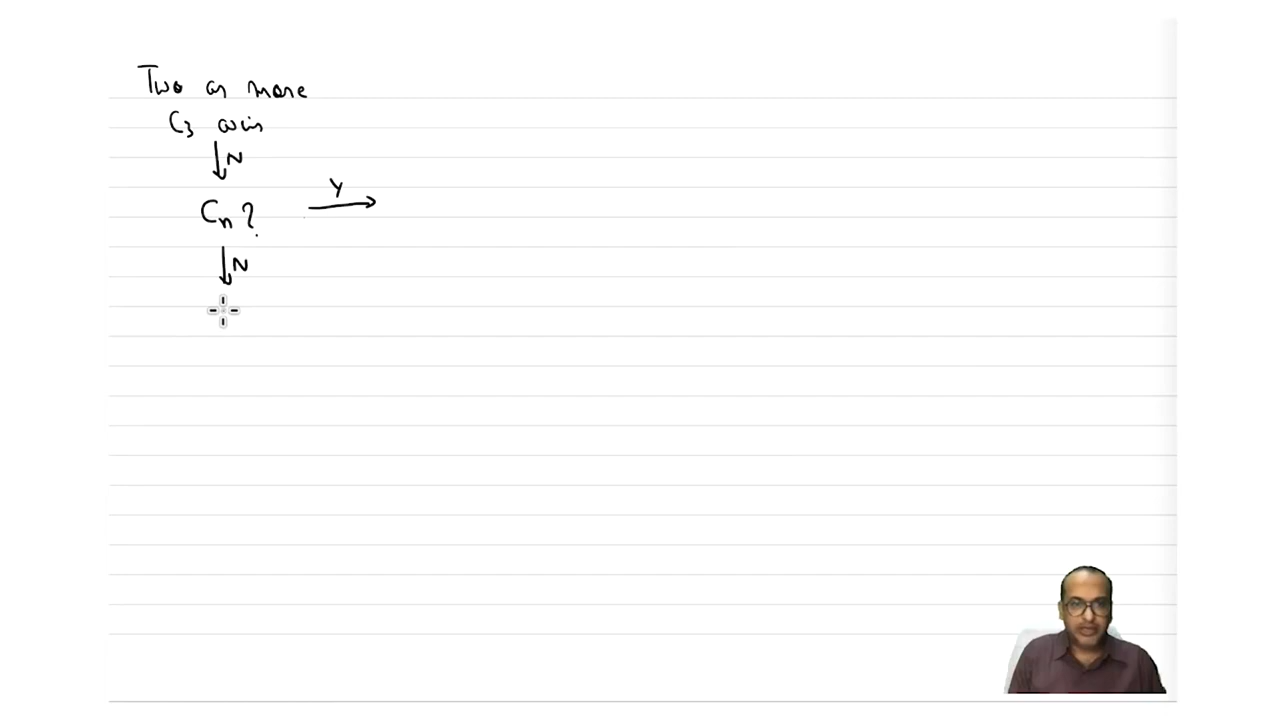 Two or more
C3 axis
↓N
Cn? Y→
↓N